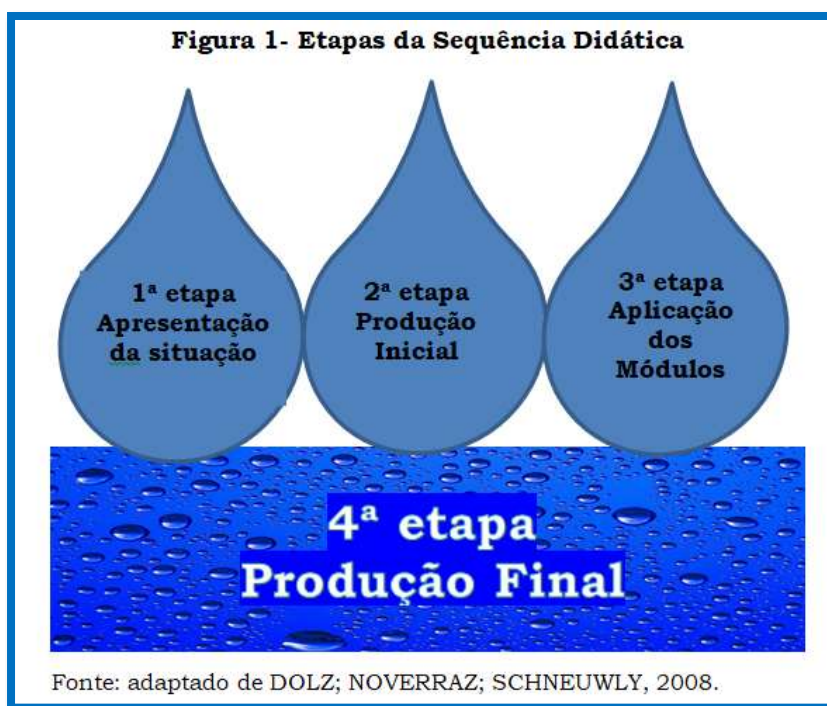 Figura 1- Etapas da Sequência Didática
1ª etapa
Apresentação
da situação
2ª etapa
Produção
Inicial
3ª etapa
Aplicação
dos
Módulos
4ª etapa
Produção Final
Fonte: adaptado de DOLZ; NOVERRAZ; SCHNEUWLY, 2008.